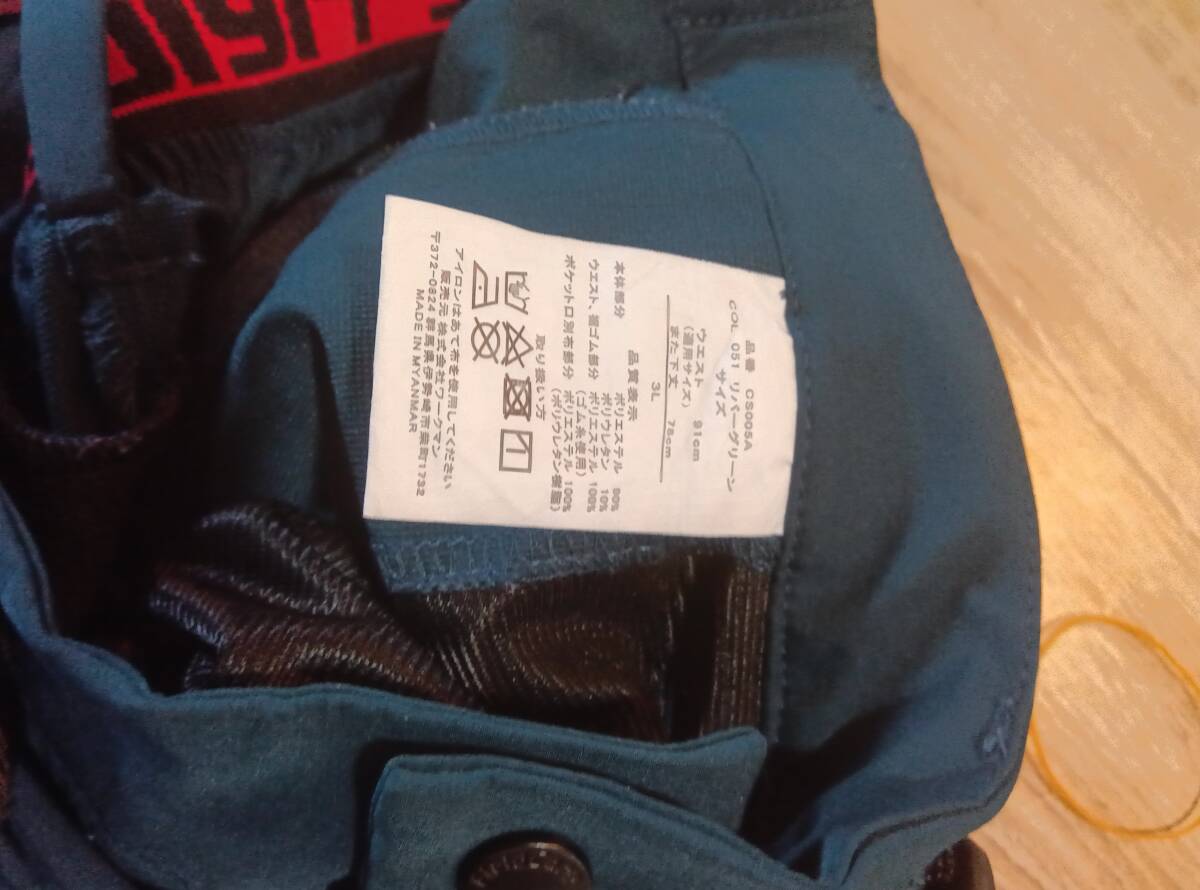 品番 CS005A
COL 051 リバーグリーン
サイズ
ウエスト 91cm
(適用サイズ)
また下丈 78cm
3L
品質表示
本体部分 ポリエステル 90%
ポリウレタン 10%
ウエスト、裾ゴム部分 ポリエステル 100%
(ゴム糸使用)
ポケット口別布部分 ポリエステル 100%
(ポリウレタン樹脂)
取り扱い方
アイロンはあて布を使用してください
販売元 株式会社ワークマン
〒372-0824 群馬県伊勢崎市柴町1732
MADE IN MYANMAR